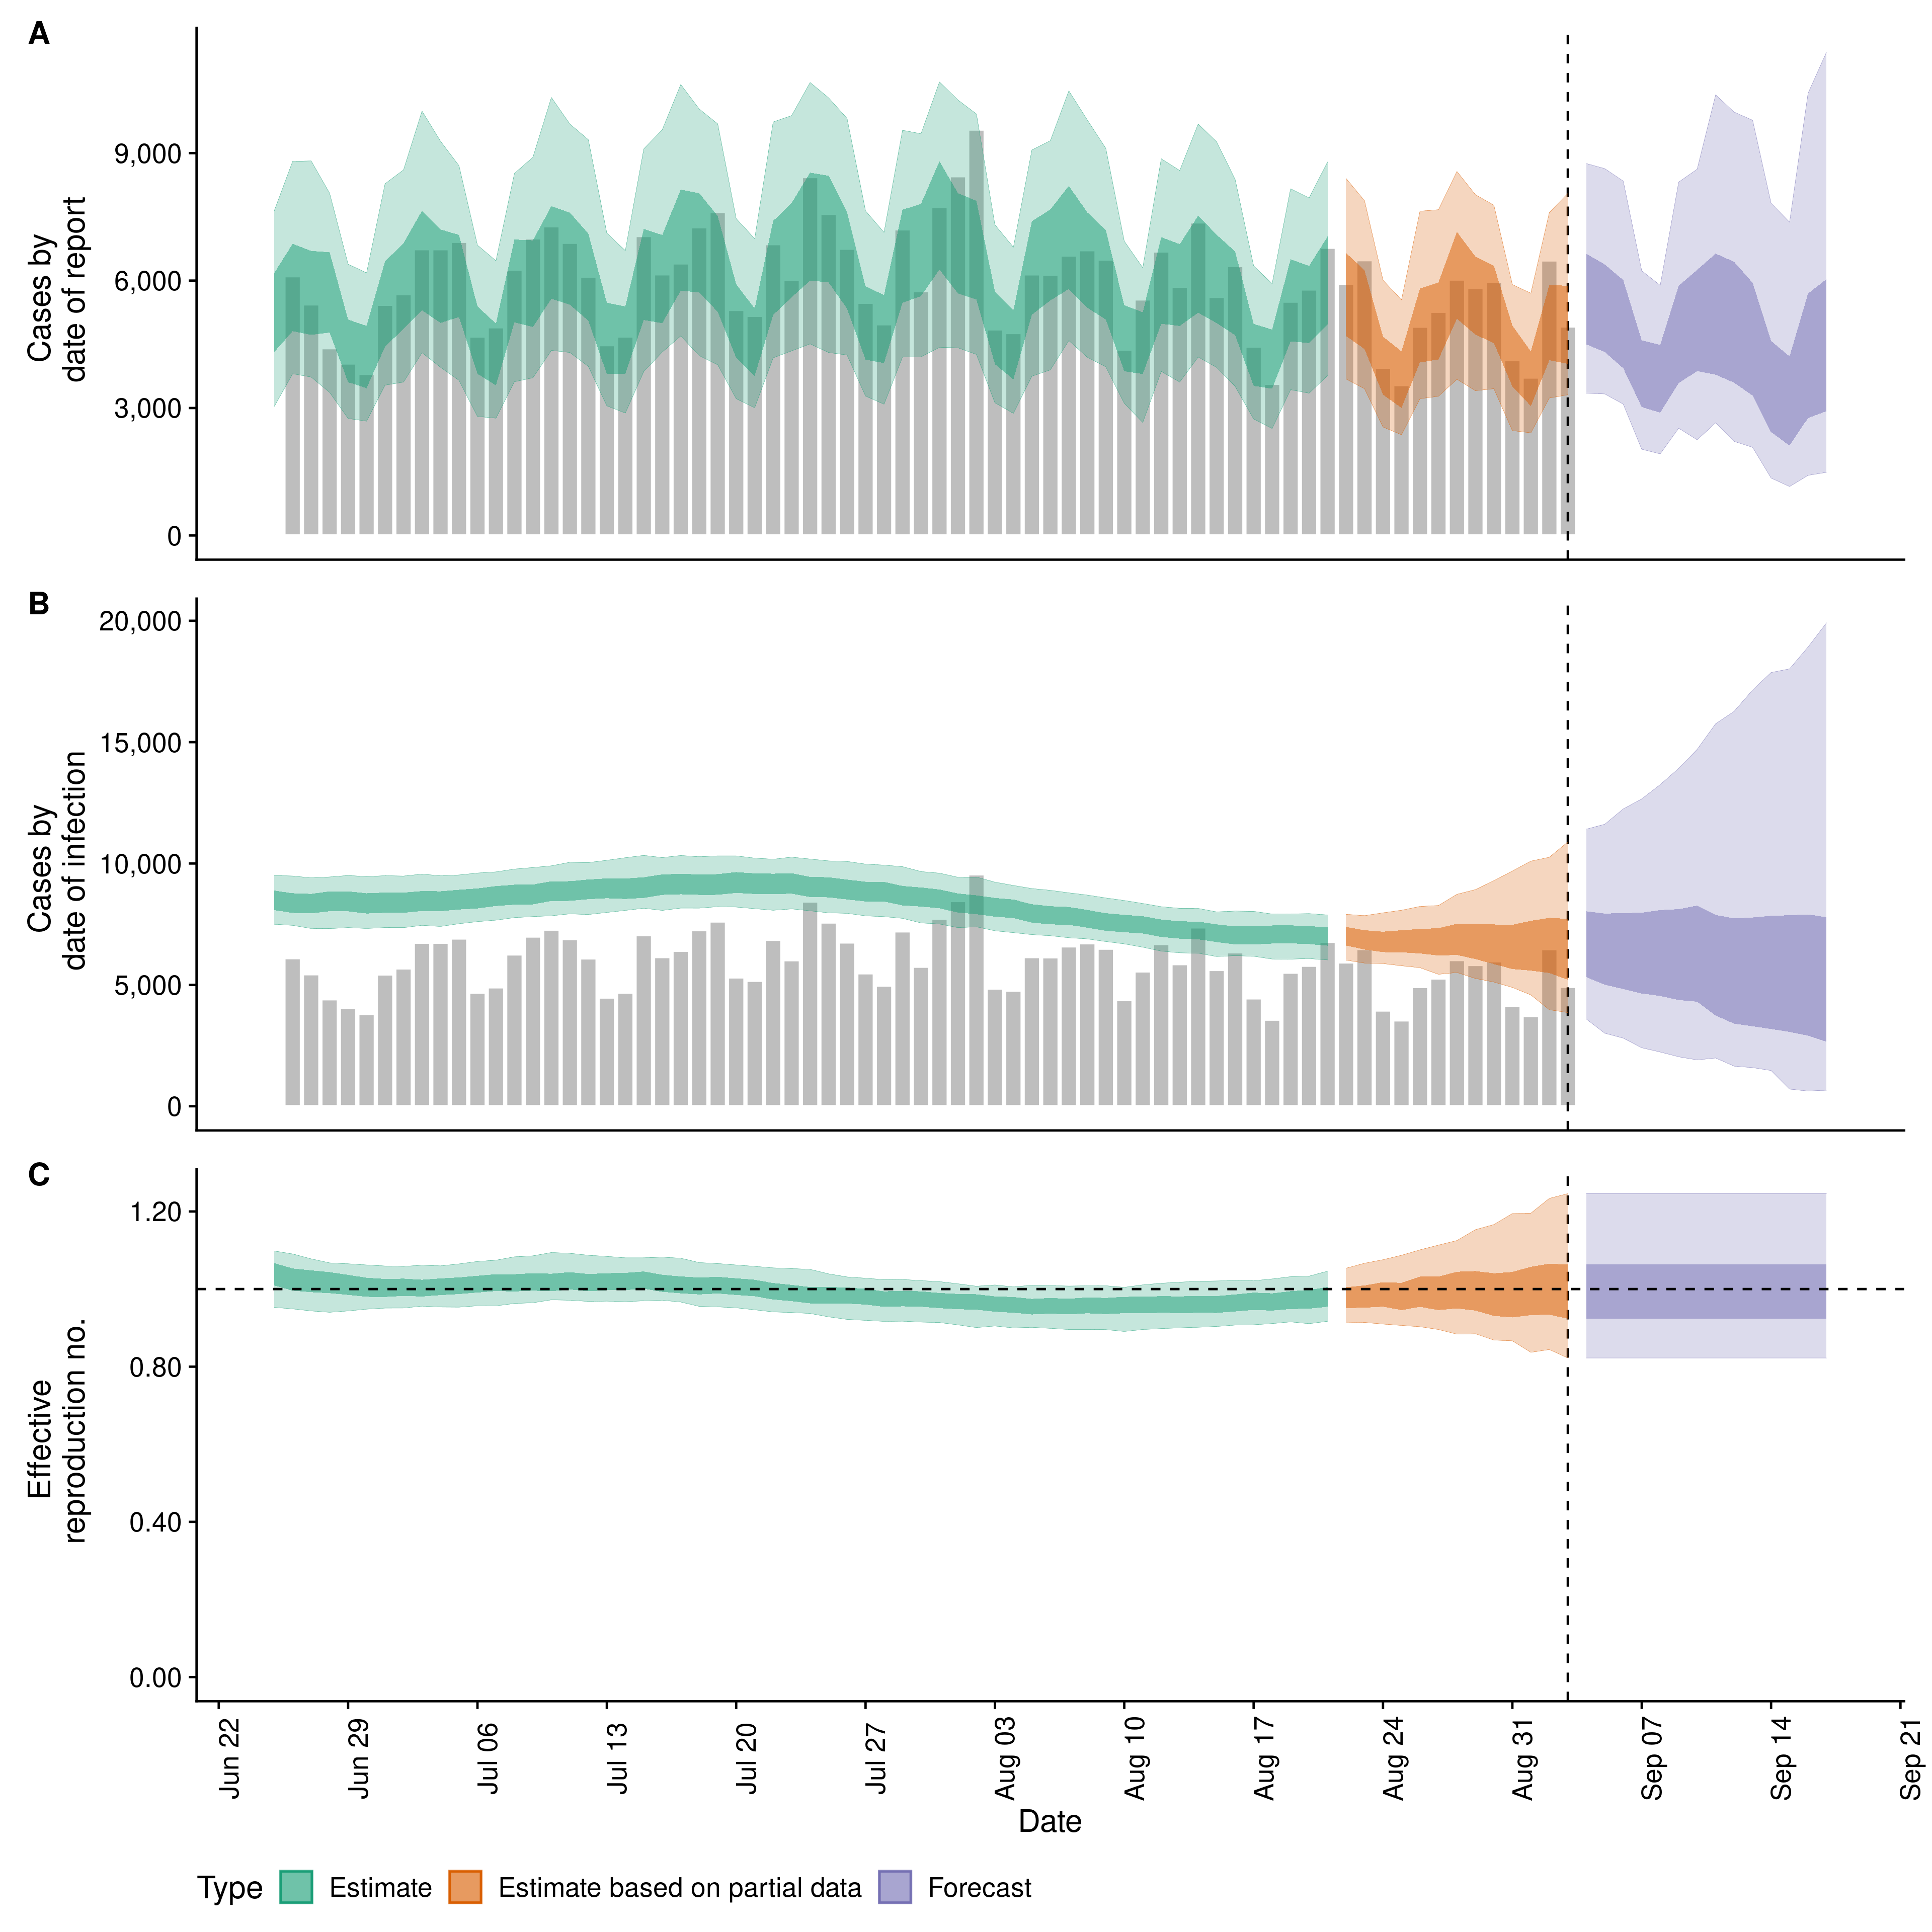 A
Cases by
date of report
9,000
6,000
3,000
0
B
Cases by
date of infection
20,000
15,000
10,000
5,000
0
C
Effective
reproduction no.
1.20
0.80
0.40
0.00
Jun 22
Jun 29
Jul 06
Jul 13
Jul 20
Jul 27
Aug 03
Aug 10
Aug 17
Aug 24
Aug 31
Sep 07
Sep 14
Sep 21
Date
Type Estimate Estimate based on partial data Forecast